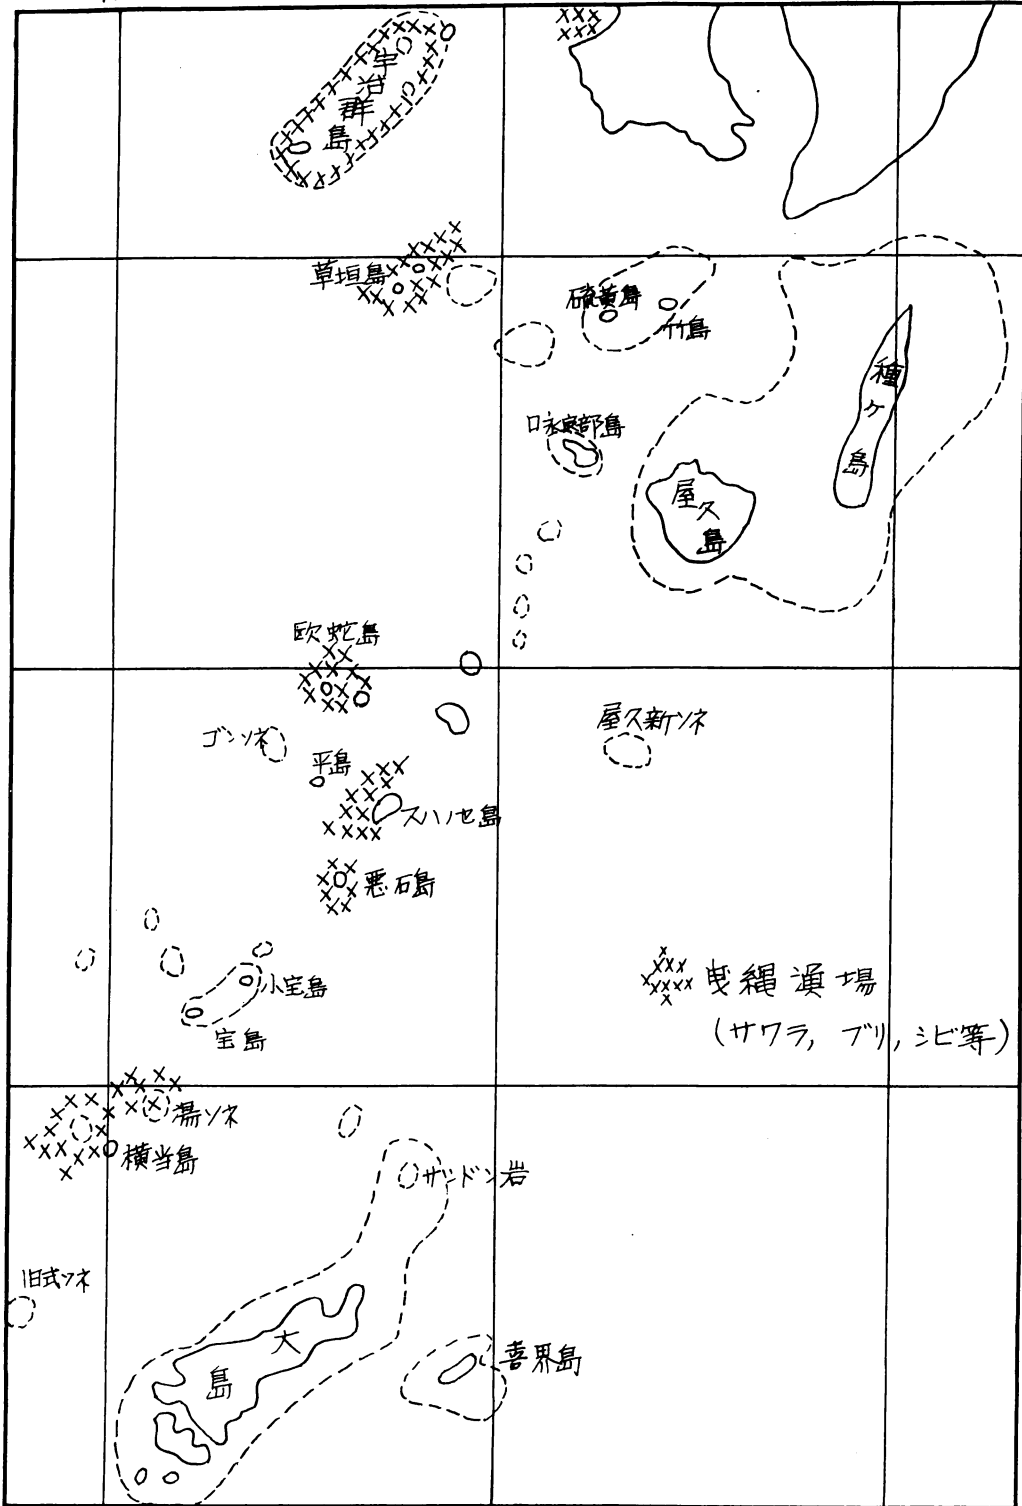 宇治群島
草垣島
硫黄島
竹島
種ヶ島
口永良部島
屋久島
欧蛇島
ゴンソネ
屋久新ソネ
平島
スハノセ島
悪石島
小宝島
宝島
曳縄漁場
(サワラ, ブリ, シビ等)
湯ソネ
横当島
サンドン岩
旧式ソネ
大島
喜界島